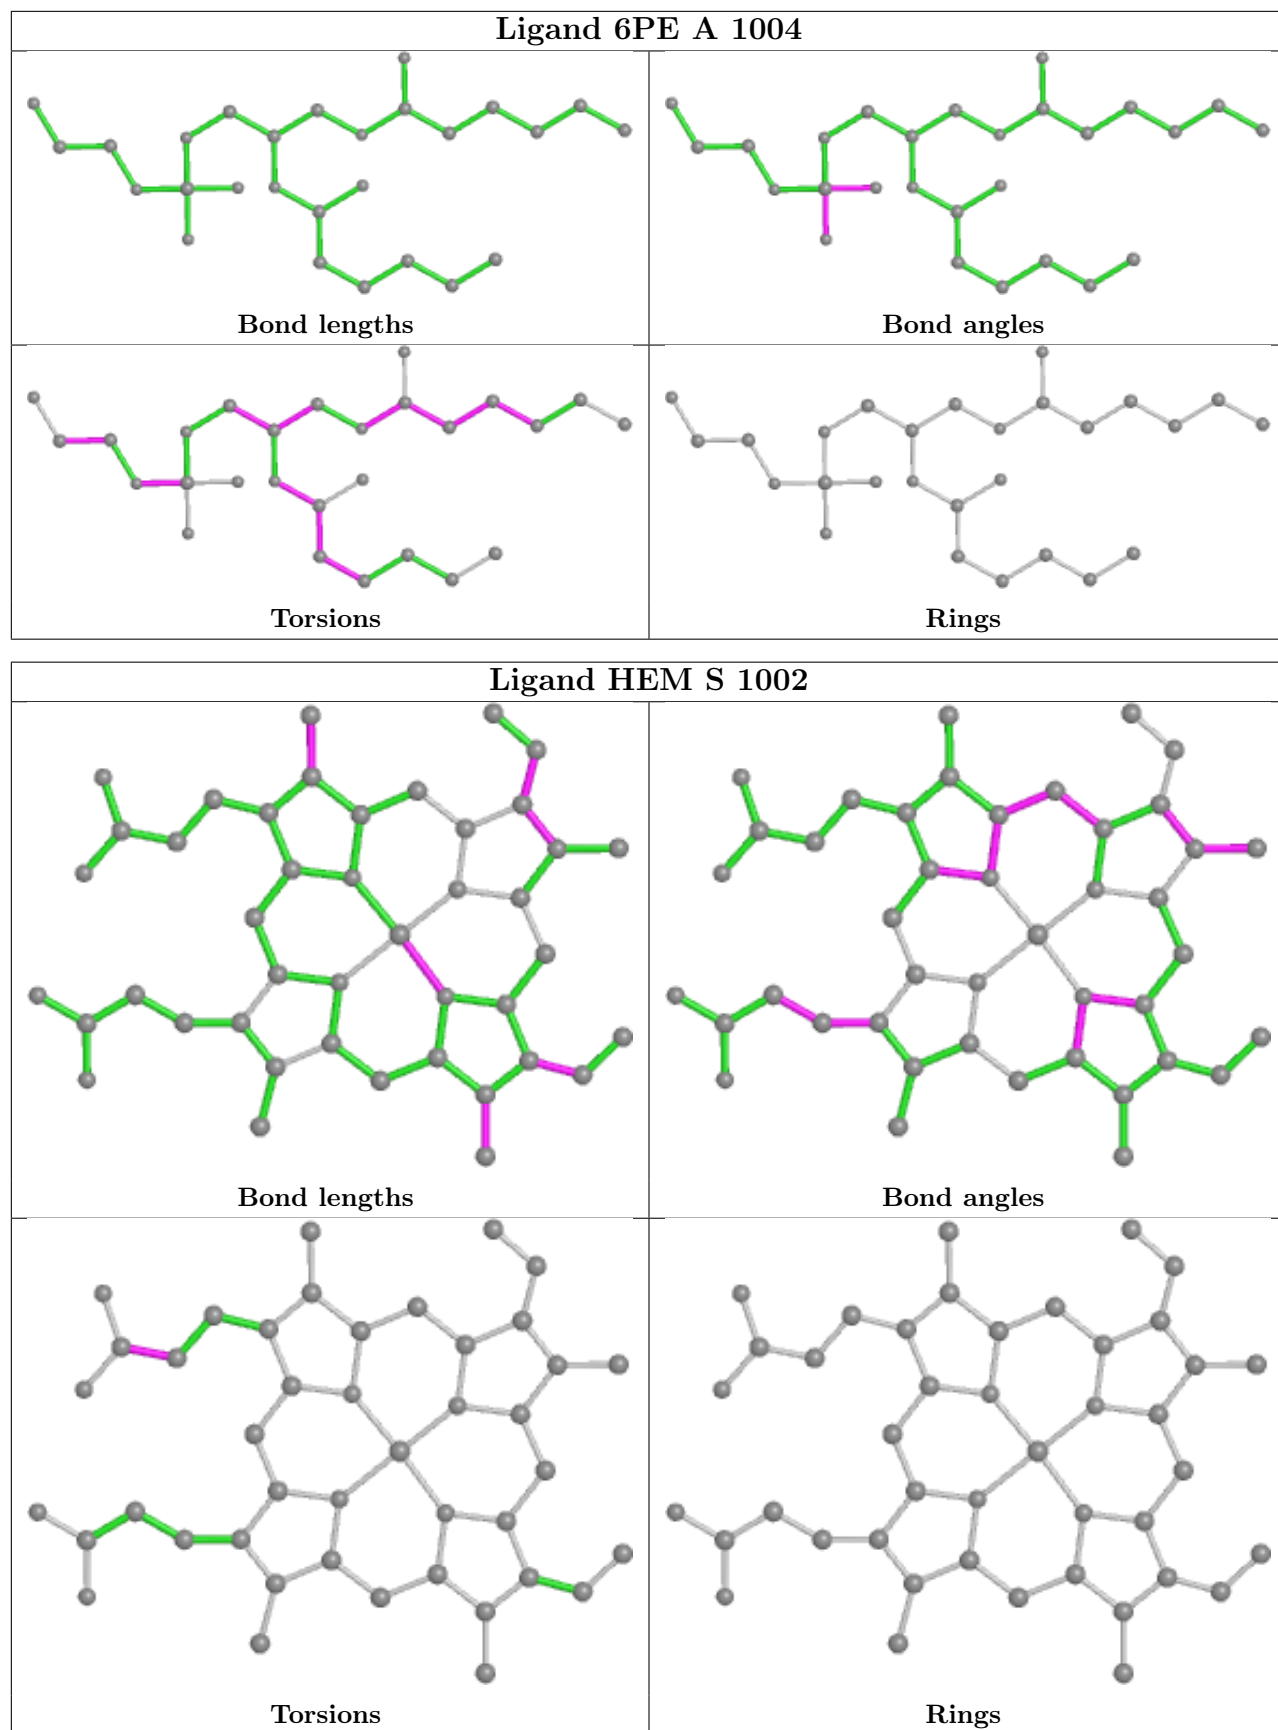 Ligand 6PE A 1004
Bond lengths
Bond angles
Torsions
Rings
Ligand HEM S 1002
Bond lengths
Bond angles
Torsions
Rings